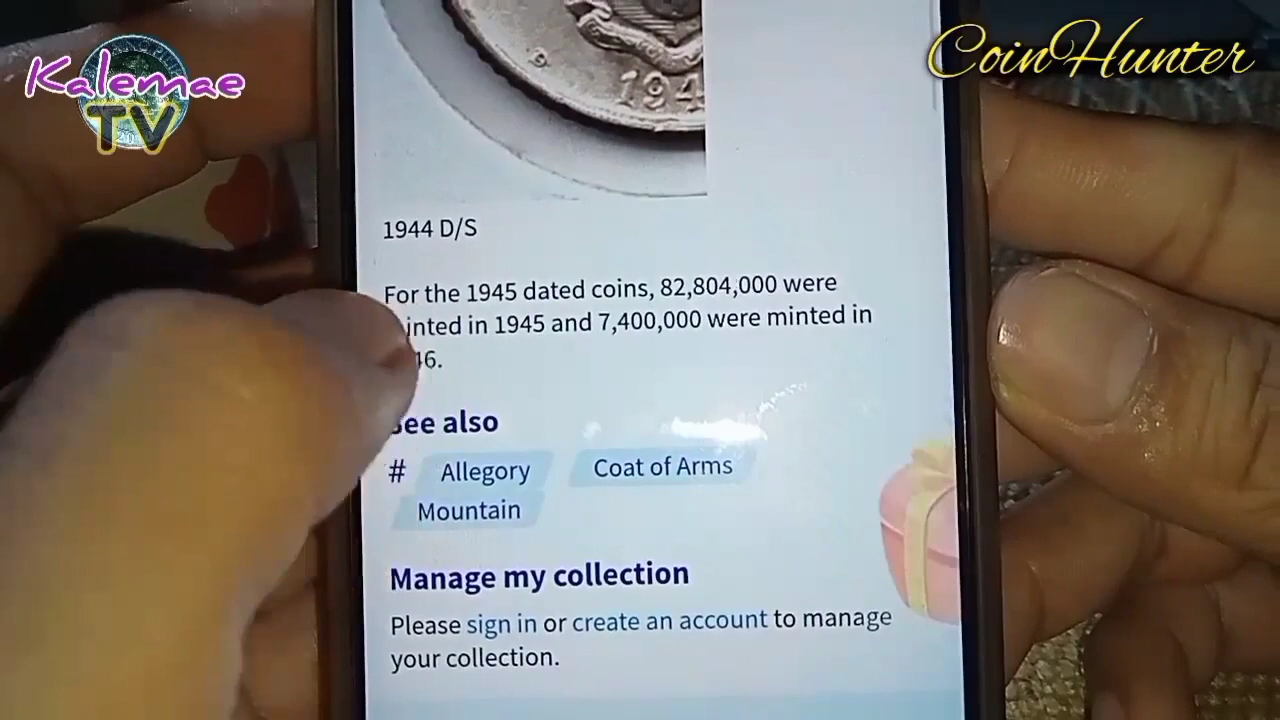 Kalemae
TV
CoinHunter
194
1944 D/S
For the 1945 dated coins, 82,804,000 were
inted in 1945 and 7,400,000 were minted in
46.
See also
# Allegory Coat of Arms
Mountain
Manage my collection
Please sign in or create an account to manage
your collection.